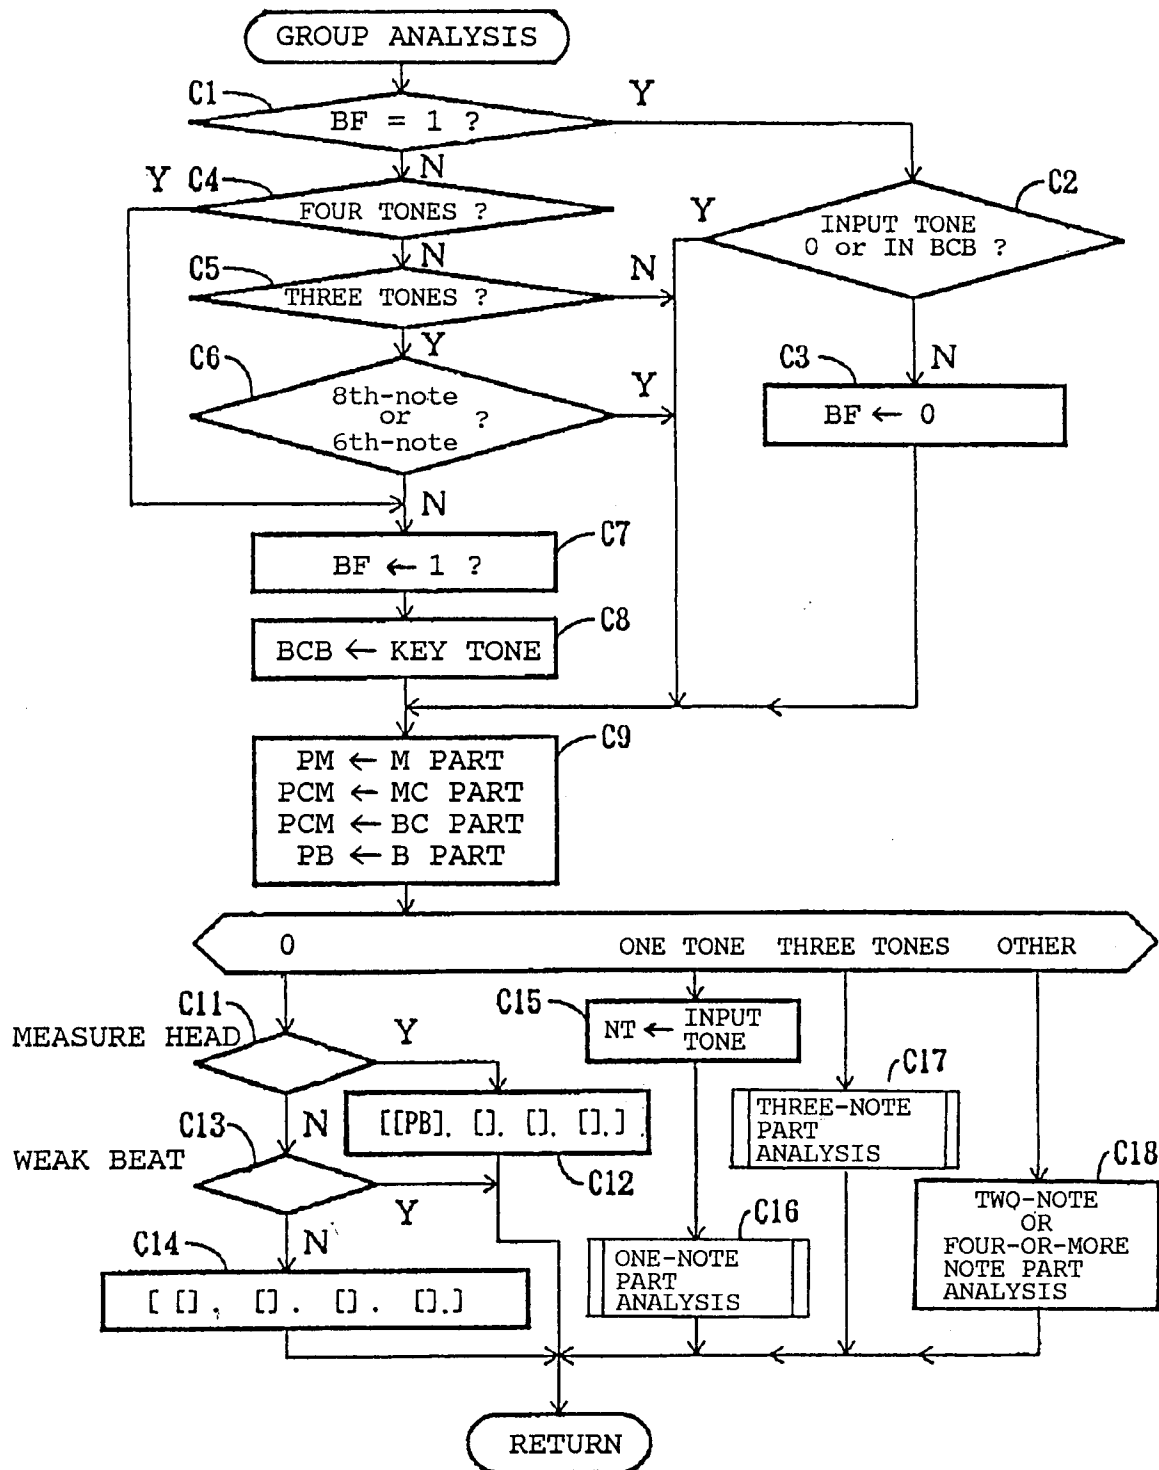 GROUP ANALYSIS
C1
BF = 1 ?
Y
N
Y C4
FOUR TONES ?
N
C2
Y
INPUT TONE
0 or IN BCB ?
N
C5
THREE TONES ?
N
Y
C6
8th-note
or ?
6th-note
Y
N
C3
BF ← 0
C7
BF ← 1 ?
C8
BCB ← KEY TONE
C9
PM ← M PART
PCM ← MC PART
PCM ← BC PART
PB ← B PART
0 ONE TONE THREE TONES OTHER
C11
MEASURE HEAD
Y
N
[[PB], [], [], [],]
C12
C13
WEAK BEAT
Y
N
C14
[ [] , [] . [] . [],]
C15
NT ← INPUT
TONE
C16
ONE-NOTE
PART
ANALYSIS
C17
THREE-NOTE
PART
ANALYSIS
C18
TWQ-NOTE
OR
FOUR-OR-MORE
NOTE PART
ANALYSIS
RETURN